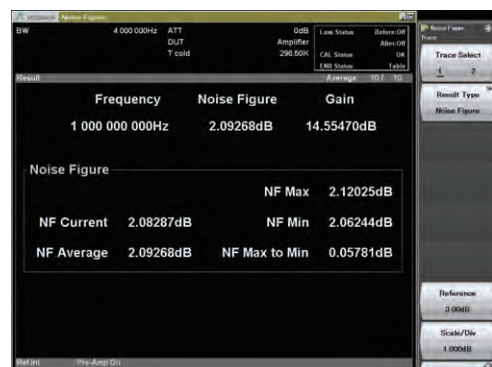 Noise Figure
BW 4 000 000Hz ATT 0dB Loss Status Before:Off
DUT Amplifier After:Off
T cold 296.50K CAL Status OK
ENR Status Table
Result Average 10 / 10
Frequency Noise Figure Gain
1 000 000 000Hz 2.09268dB 14.55470dB
Noise Figure
NF Max 2.12025dB
NF Current 2.08287dB NF Min 2.06244dB
NF Average 2.09268dB NF Max to Min 0.05781dB
Ref.Int Pre-Amp On
Noise Figure
Trace
Trace Select
1 2
Result Type
Noise Figure
Reference
3.00dB
Scale/Div
1.000dB